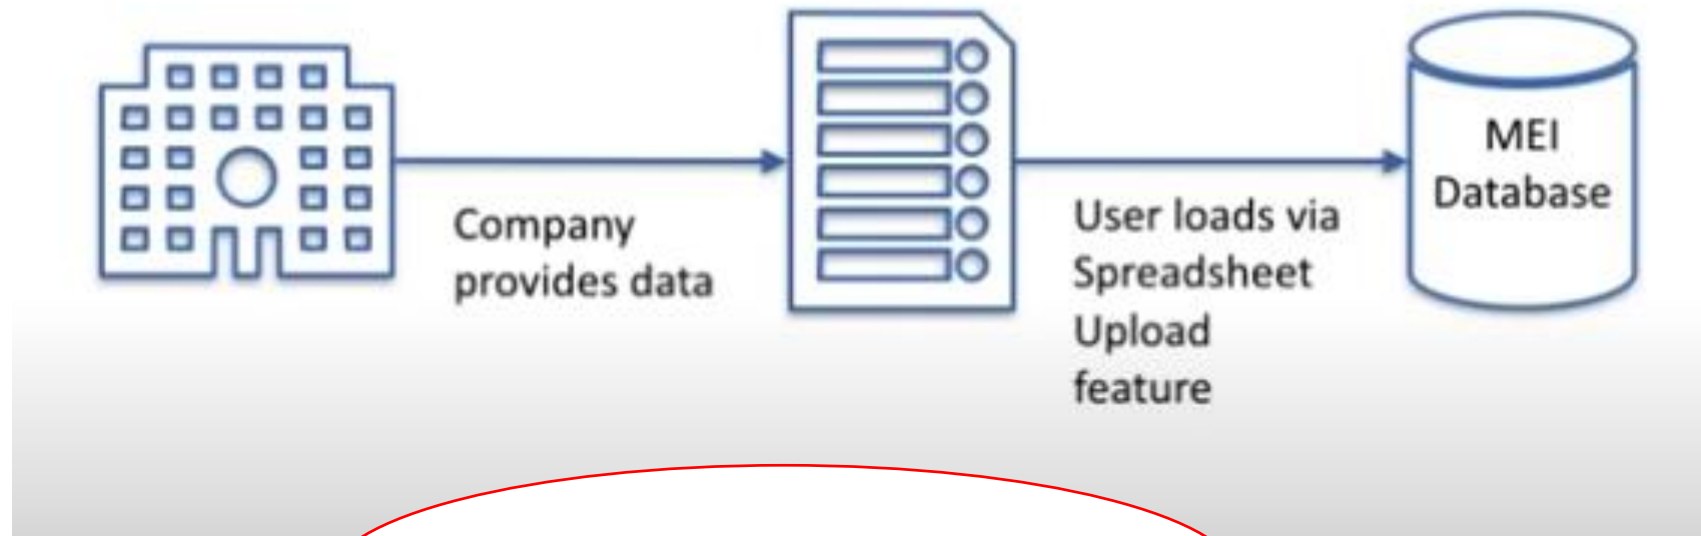 Company
provides data
User loads via
Spreadsheet
Upload
feature
MEI
Database